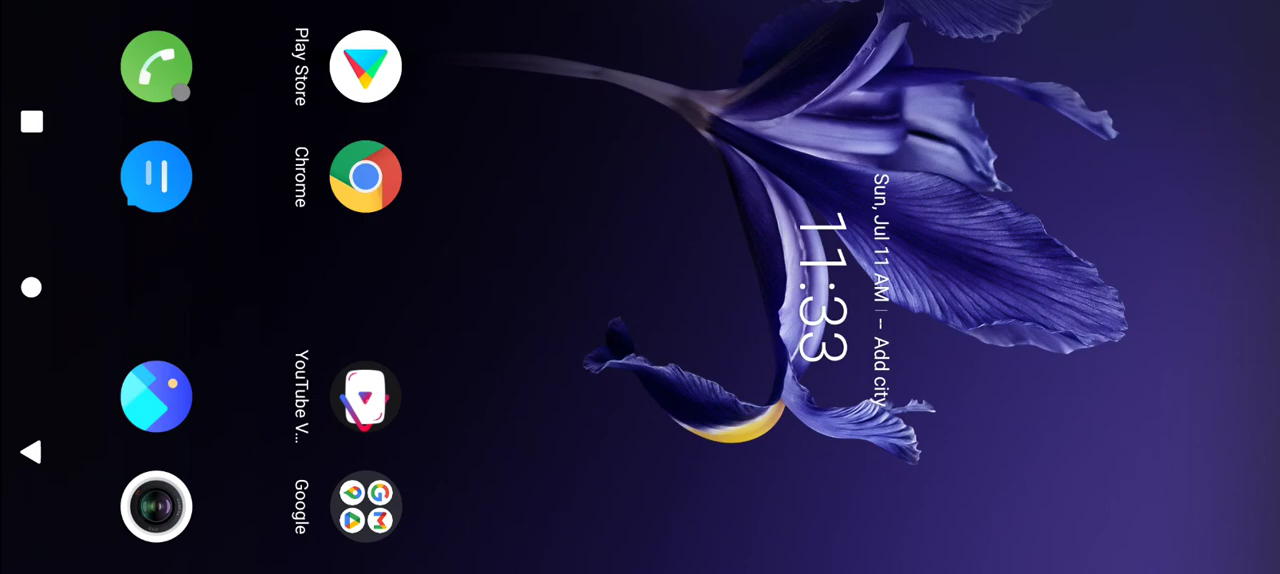 11:33
Sun, Jul 11 AM | – Add city
Play Store
Chrome
YouTube V...
Google